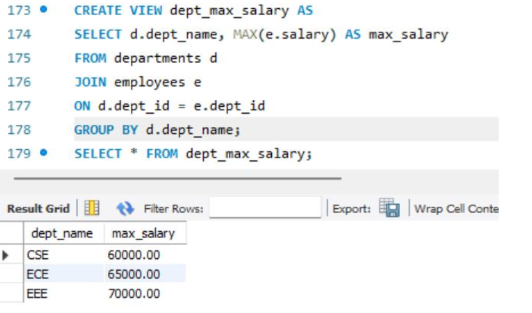 173 CREATE VIEW dept_max_salary AS
174 SELECT d.dept_name, MAX(e.salary) AS max_salary
175 FROM departments d
176 JOIN employees e
177 ON d.dept_id = e.dept_id
178 GROUP BY d.dept_name;
179 SELECT * FROM dept_max_salary;
Result Grid Filter Rows: Export: Wrap Cell Conte
dept_name max_salary
CSE 60000.00
ECE 65000.00
EEE 70000.00